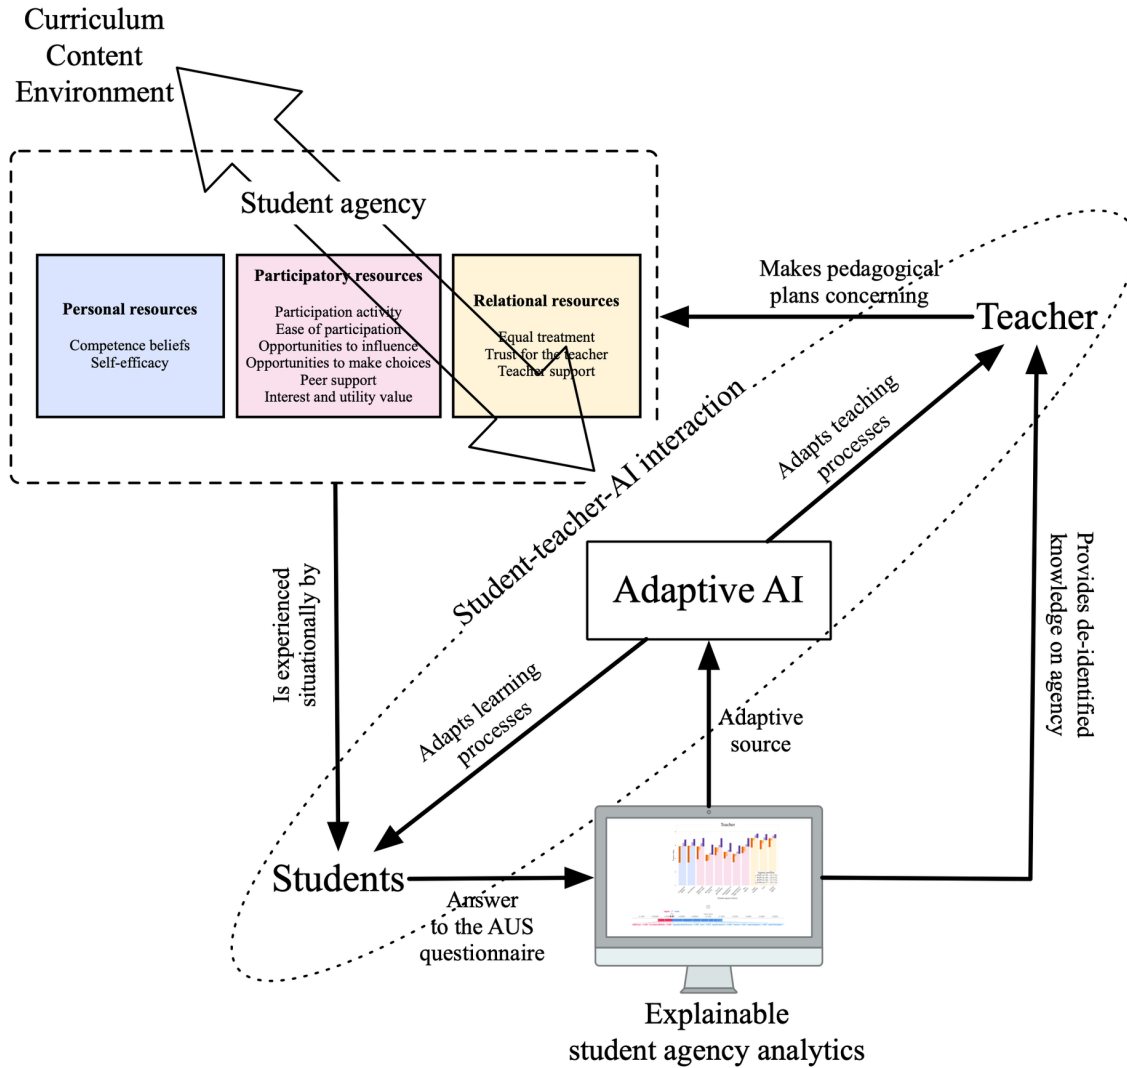 Curriculum
Content
Environment
Student agency
Personal resources
Competence beliefs
Self-efficacy
Participatory resources
Participation activity
Ease of participation
Opportunities to influence
Opportunities to make choices
Peer support
Interest and utility value
Relational resources
Equal treatment
Trust for the teacher
Teacher support
Makes pedagogical
plans concerning
Teacher
Student-teacher-AI interaction
Adapts teaching
processes
Adaptive AI
Is experienced
situationally by
Provides de-identified
knowledge on agency
Adapts learning
processes
Adaptive
source
Students
Answer
to the AUS
questionnaire
Teacher
Explainable
student agency analytics